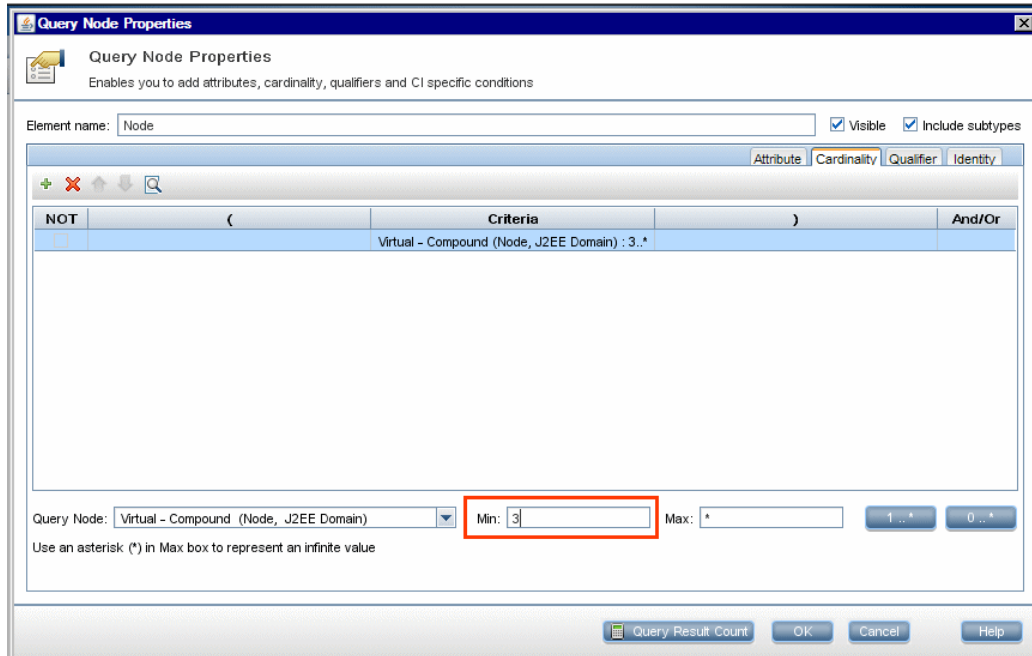 Query Node Properties
Query Node Properties
Enables you to add attributes, cardinality, qualifiers and CI specific conditions
Element name: Node Visible Include subtypes
Attribute Cardinality Qualifier Identity
NOT ( Criteria ) And/Or
Virtual - Compound (Node, J2EE Domain) : 3..*
Query Node: Virtual - Compound (Node, J2EE Domain) Min: 3 Max: * 1 ..* 0 ..*
Use an asterisk (*) in Max box to represent an infinite value
Query Result Count OK Cancel Help